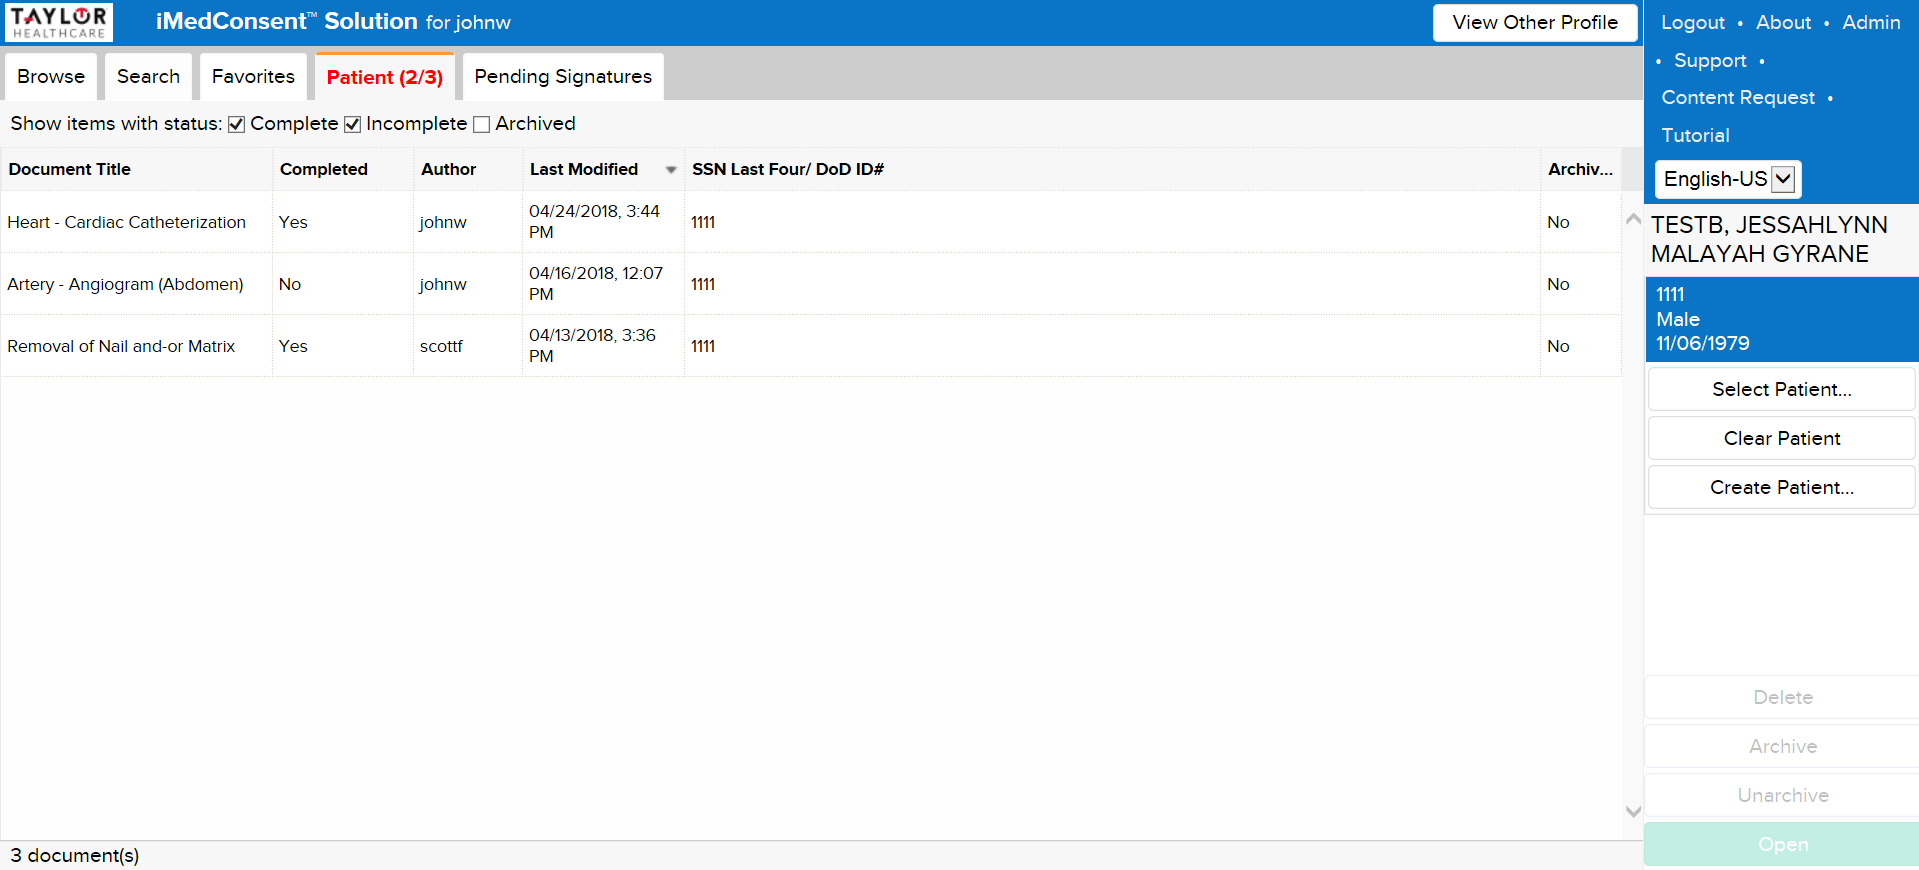 TAYLOR
HEALTHCARE
iMedConsent™ Solution for johnw
View Other Profile
Logout • About • Admin
• Support •
Content Request •
Tutorial
English-US
Browse
Search
Favorites
Patient (2/3)
Pending Signatures
Show items with status: Complete Incomplete Archived
Document Title Completed Author Last Modified SSN Last Four/ DoD ID# Archiv...
Heart - Cardiac Catheterization Yes johnw 04/24/2018, 3:44 PM 1111 No
Artery - Angiogram (Abdomen) No johnw 04/16/2018, 12:07 PM 1111 No
Removal of Nail and-or Matrix Yes scottf 04/13/2018, 3:36 PM 1111 No
3 document(s)
TESTB, JESSAHLYNN
MALAYAH GYRANE
1111
Male
11/06/1979
Select Patient...
Clear Patient
Create Patient...
Delete
Archive
Unarchive
Open